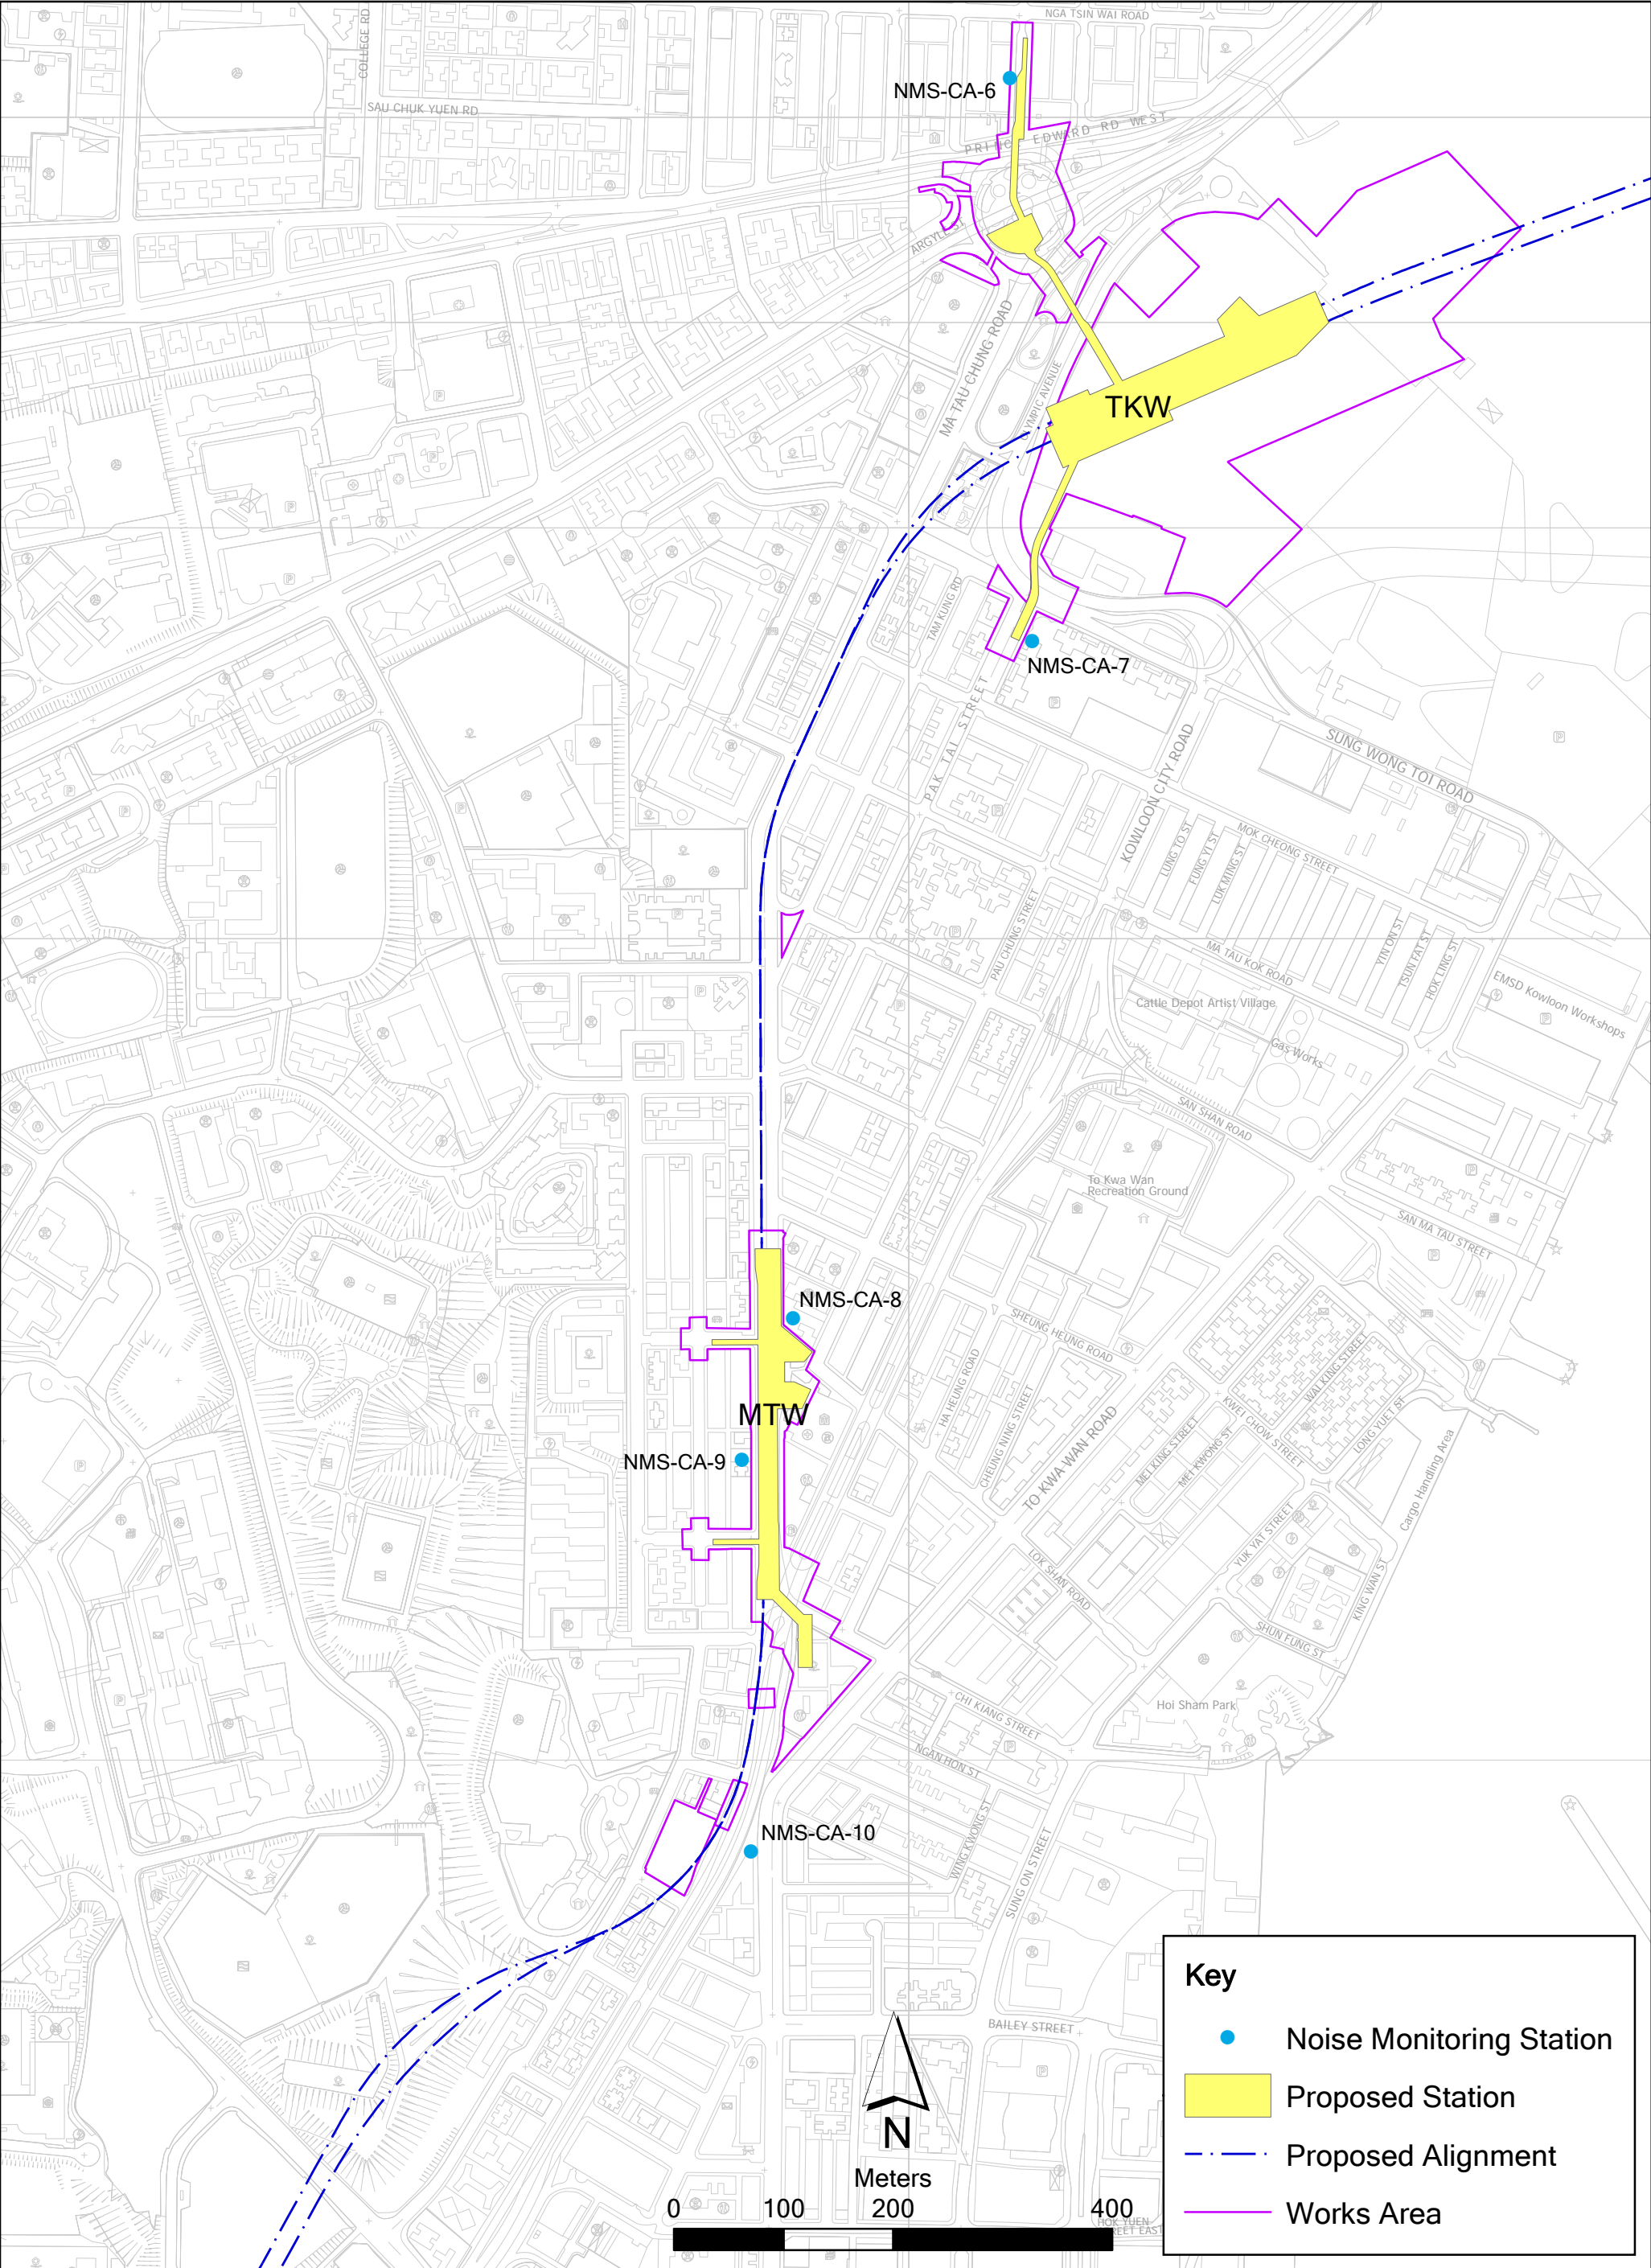 NGA TSIN WAI ROAD
COLLEGE RD
NMS-CA-6
SAU CHUK YUEN RD
PRINCE EDWARD RD WEST
ARGYLE ST
MA TAU CHUNG ROAD
OLYMPIC AVENUE
TKW
TAM KUNG RD
NMS-CA-7
PAK TAI STREET
SUNG WONG TOI ROAD
KOWLOON CITY ROAD
MOK CHEONG STREET
LUNG TO ST
FUNG YI ST
LUK MING ST
PAU CHUNG STREET
MA TAU KOK ROAD
YIN ON ST
TSUN FAT ST
HOK LING ST
EMSD Kowloon Workshops
Cattle Depot Artist Village
Gas Works
SAN SHAN ROAD
To Kwa Wan
Recreation Ground
SAN MA TAU STREET
NMS-CA-8
SHEUNG HEUNG ROAD
HA HEUNG ROAD
WAI KING STREET
MTW
CHEUNG NING STREET
TO KWA WAN ROAD
KWEI CHOW STREET
LONG YUET ST
MEI KING STREET
MEI KWONG ST
NMS-CA-9
Cargo Handling Area
YUK YAT STREET
LOK SHAN ROAD
KING WAN ST
SHUN FUNG ST
CHI KIANG STREET
Hoi Sham Park
NGAN HON ST
NMS-CA-10
WING KWONG ST
SUNG ON STREET
BAILEY STREET
N
Meters
0 100 200 400
HOK YUEN
STREET EAST
Key
Noise Monitoring Station
Proposed Station
Proposed Alignment
Works Area